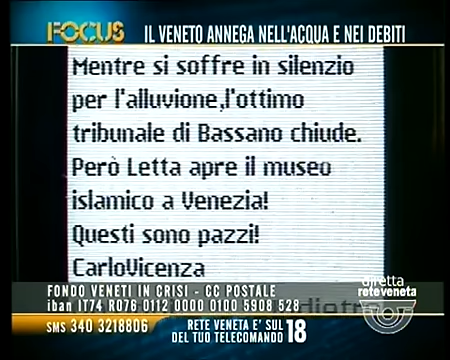 FOCUS
IL VENETO ANNEGA NELL'ACQUA E NEI DEBITI
Mentre si soffre in silenzio
per l'alluvione,l'ottimo
tribunale di Bassano chiude.
Però Letta apre il museo
islamico a Venezia!
Questi sono pazzi!
CarloVicenza
FONDO VENETI IN CRISI - CC POSTALE
iban IT74 R076 0112 0000 0100 5908 528
diretta
reteveneta
SMS 340 3218806
RETE VENETA E' SUL
DEL TUO TELECOMANDO 18